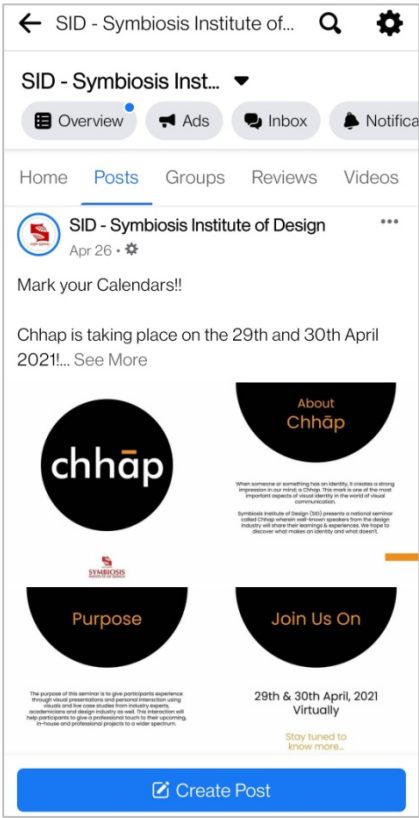 SID - Symbiosis Institute of...
SID - Symbiosis Inst...
Overview
Ads
Inbox
Notifica
Home
Posts
Groups
Reviews
Videos
SID - Symbiosis Institute of Design
Apr 26 •
Mark your Calendars!!
Chhap is taking place on the 29th and 30th April
2021!... See More
chhāp
SYMBIOSIS
About
Chhāp
When someone or something has an identity, it creates a strong
impression in our mind; a Chhap. This mark is one of the most
important aspects of visual identity in the world of visual
communication.
Symbiosis Institute of Design (SID) presents a national seminar
called Chhap wherein well-known speakers from the design
industry will share their learnings & experiences. We hope to
discover what makes an identity and what doesn't.
Purpose
The purpose of this seminar is to give participants experience
through visual presentations and personal interaction using
visuals and live case studies from industry experts,
academicians and design industry as well. This interaction will
help participants to give a professional touch to their upcoming,
in-house and professional projects to a wider spectrum.
Join Us On
29th & 30th April, 2021
Virtually
Stay tuned to
know more...
Create Post